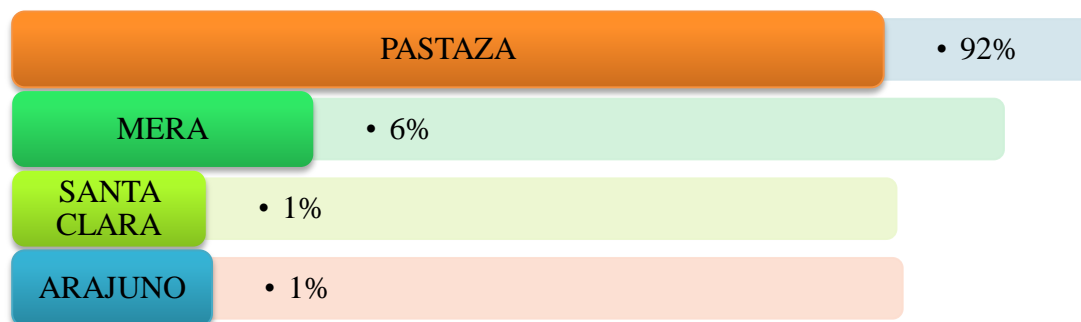 PASTAZA
• 92%
MERA
• 6%
SANTA
CLARA
• 1%
ARAJUNO
• 1%